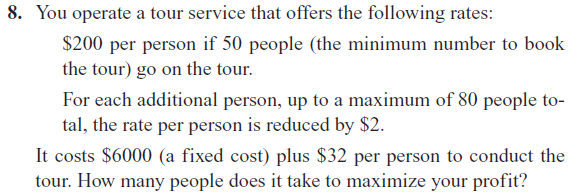 8. You operate a tour service that offers the following rates:
$200 per person if 50 people (the minimum number to book
the tour) go on the tour.
For each additional person, up to a maximum of 80 people to-
tal, the rate per person is reduced by $2.
It costs $6000 (a fixed cost) plus $32 per person to conduct the
tour. How many people does it take to maximize your profit?